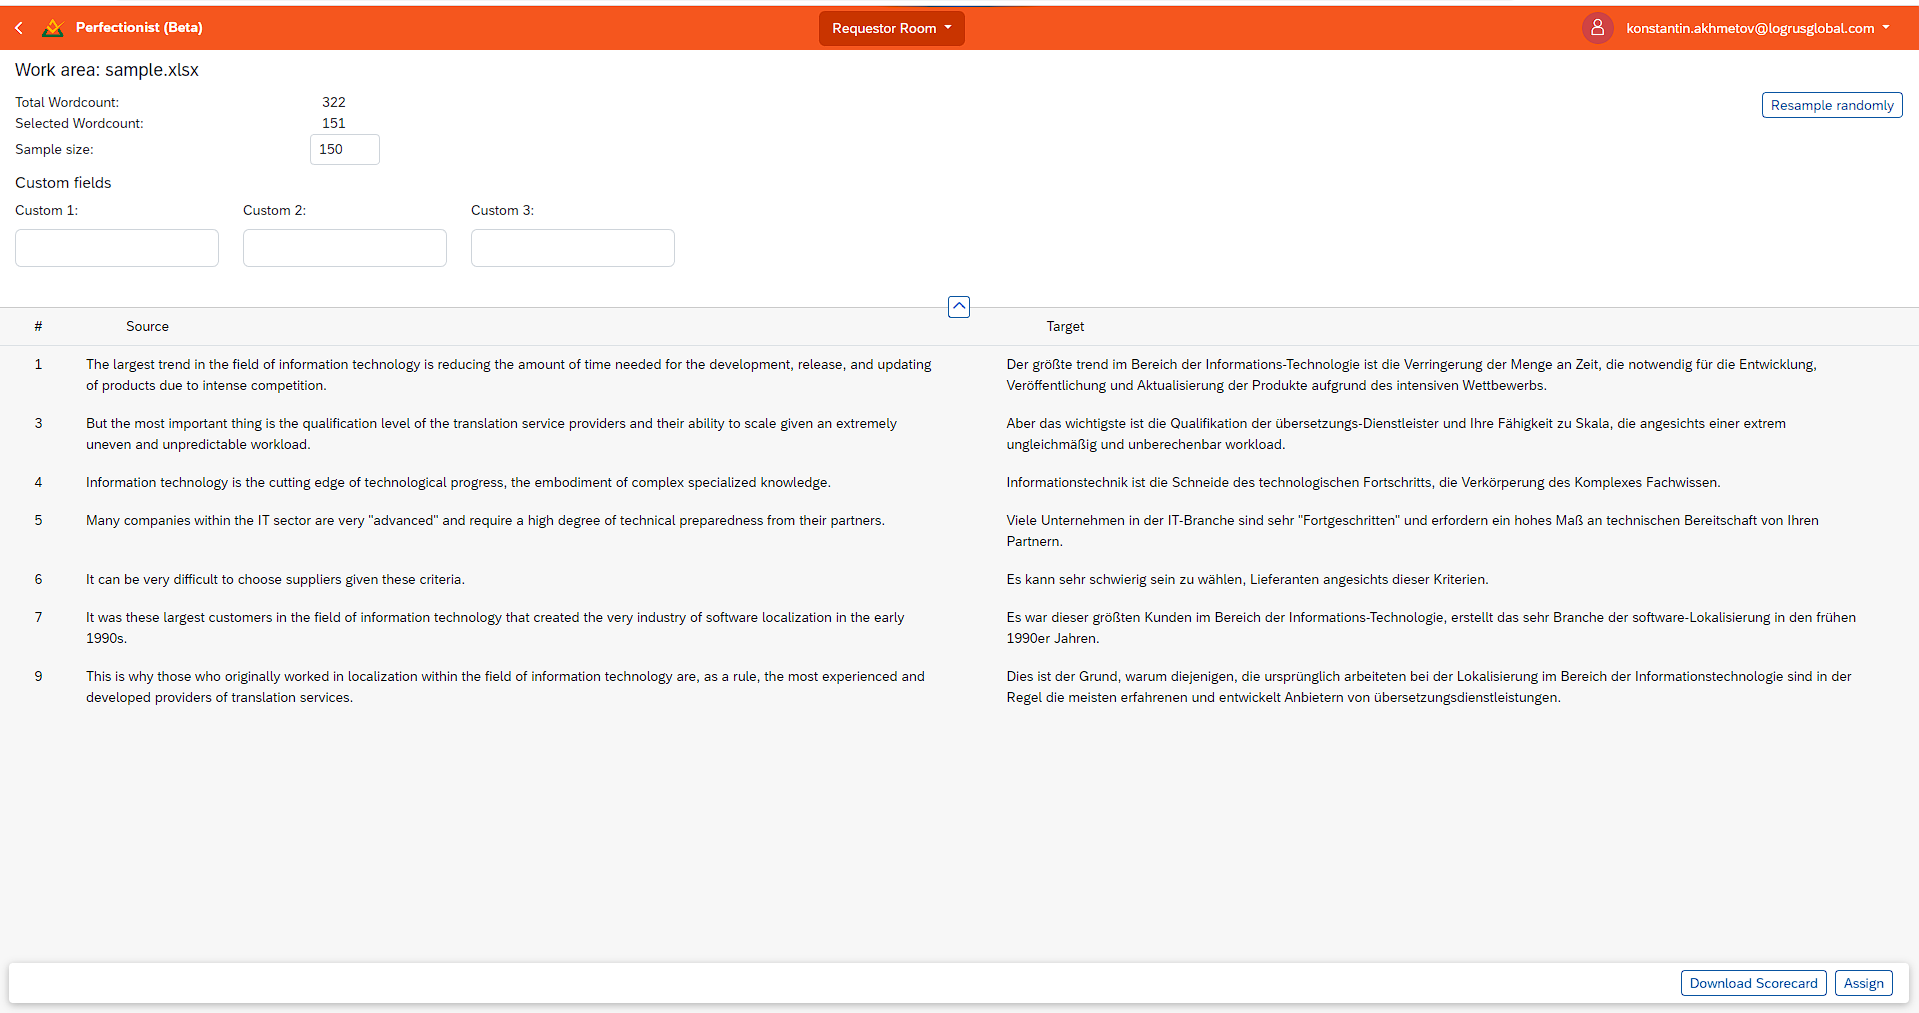 Perfectionist (Beta)
Requestor Room
konstantin.akhmetov@logrusglobal.com
Work area: sample.xlsx
Total Wordcount: 322
Selected Wordcount: 151
Sample size: 150
Resample randomly
Custom fields
Custom 1: Custom 2: Custom 3:
# Source Target
1 The largest trend in the field of information technology is reducing the amount of time needed for the development, release, and updating
of products due to intense competition.
Der größte trend im Bereich der Informations-Technologie ist die Verringerung der Menge an Zeit, die notwendig für die Entwicklung,
Veröffentlichung und Aktualisierung der Produkte aufgrund des intensiven Wettbewerbs.
3 But the most important thing is the qualification level of the translation service providers and their ability to scale given an extremely
uneven and unpredictable workload.
Aber das wichtigste ist die Qualifikation der übersetzungs-Dienstleister und Ihre Fähigkeit zu Skala, die angesichts einer extrem
ungleichmäßig und unberechenbar workload.
4 Information technology is the cutting edge of technological progress, the embodiment of complex specialized knowledge.
Informationstechnik ist die Schneide des technologischen Fortschritts, die Verkörperung des Komplexes Fachwissen.
5 Many companies within the IT sector are very "advanced" and require a high degree of technical preparedness from their partners.
Viele Unternehmen in der IT-Branche sind sehr "Fortgeschritten" und erfordern ein hohes Maß an technischen Bereitschaft von Ihren
Partnern.
6 It can be very difficult to choose suppliers given these criteria.
Es kann sehr schwierig sein zu wählen, Lieferanten angesichts dieser Kriterien.
7 It was these largest customers in the field of information technology that created the very industry of software localization in the early
1990s.
Es war dieser größten Kunden im Bereich der Informations-Technologie, erstellt das sehr Branche der software-Lokalisierung in den frühen
1990er Jahren.
9 This is why those who originally worked in localization within the field of information technology are, as a rule, the most experienced and
developed providers of translation services.
Dies ist der Grund, warum diejenigen, die ursprünglich arbeiteten bei der Lokalisierung im Bereich der Informationstechnologie sind in der
Regel die meisten erfahrenen und entwickelt Anbietern von übersetzungsdienstleistungen.
Download Scorecard
Assign